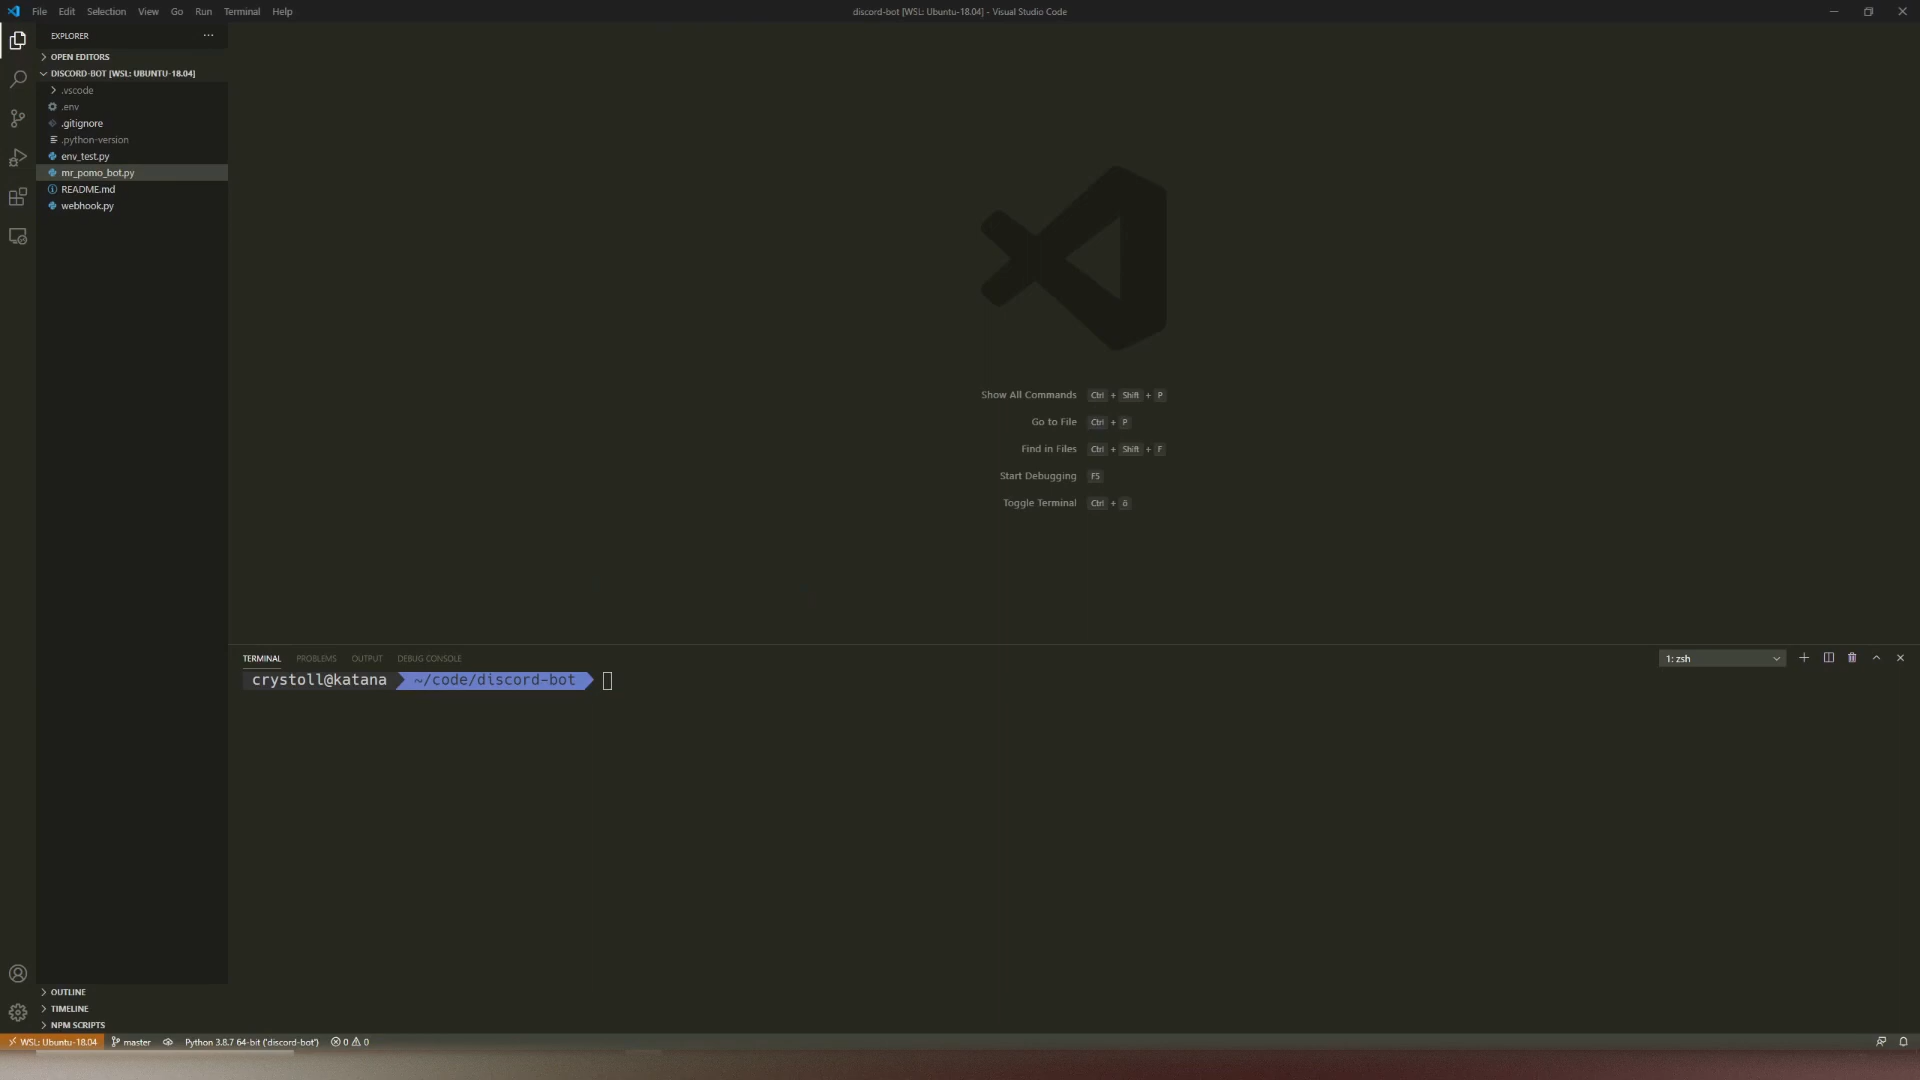 File Edit Selection View Go Run Terminal Help
discord-bot [WSL: Ubuntu-18.04] - Visual Studio Code
EXPLORER
OPEN EDITORS
DISCORD-BOT [WSL: UBUNTU-18.04]
.vscode
.env
.gitignore
.python-version
env_test.py
mr_pomo_bot.py
README.md
webhook.py
Show All Commands Ctrl + Shift + P
Go to File Ctrl + P
Find in Files Ctrl + Shift + F
Start Debugging F5
Toggle Terminal Ctrl + ö
TERMINAL PROBLEMS OUTPUT DEBUG CONSOLE
1: zsh
crystoll@katana ~/code/discord-bot
OUTLINE
TIMELINE
NPM SCRIPTS
WSL: Ubuntu-18.04 master Python 3.8.7 64-bit ('discord-bot') 0 0